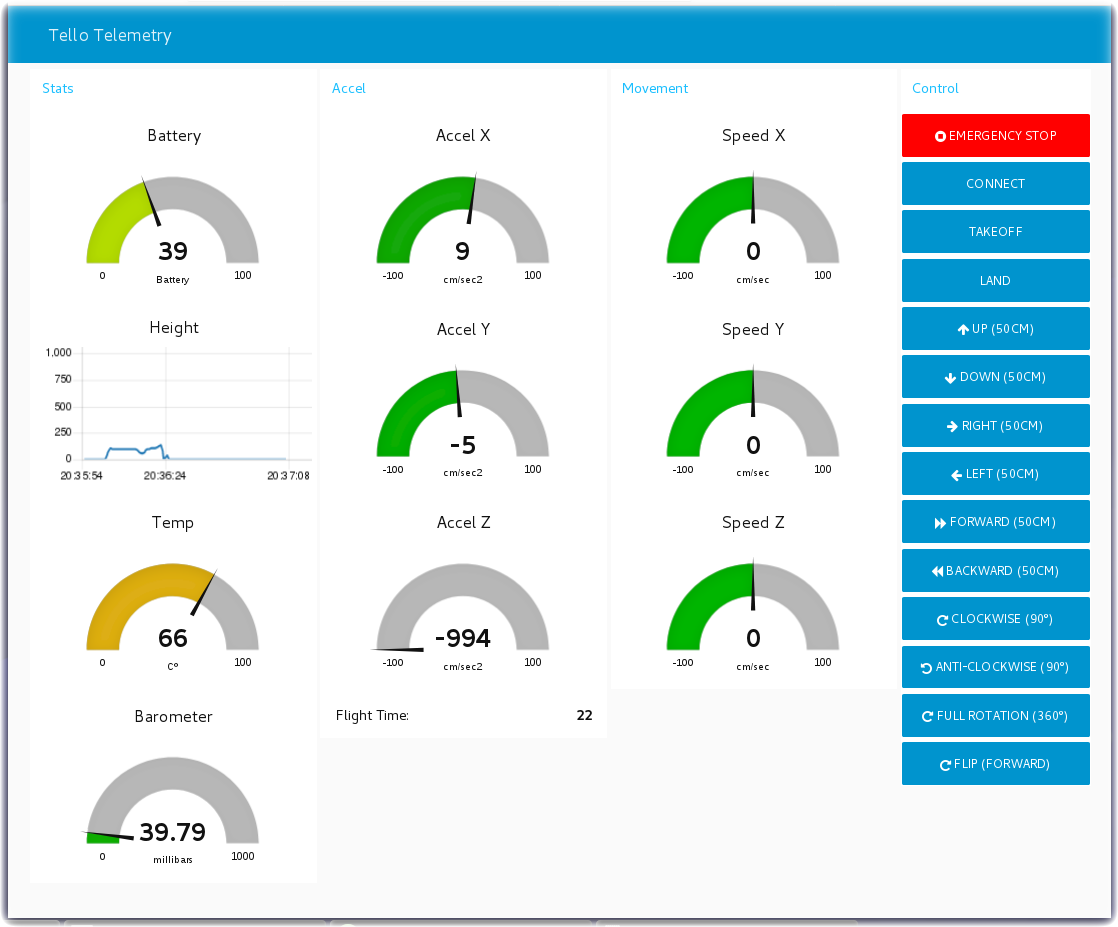 Tello Telemetry
Stats
Battery
39
0
100
Battery
Height
1,000
750
500
250
0
20:35:54 20:36:24 20:37:08
Temp
66
0
100
C°
Barometer
39.79
0
1000
millibars
Accel
Accel X
9
-100
100
cm/sec2
Accel Y
-5
-100
100
cm/sec2
Accel Z
-994
-100
100
cm/sec2
Flight Time: 22
Movement
Speed X
0
-100
100
cm/sec
Speed Y
0
-100
100
cm/sec
Speed Z
0
-100
100
cm/sec
Control
EMERGENCY STOP
CONNECT
TAKEOFF
LAND
UP (50CM)
DOWN (50CM)
RIGHT (50CM)
LEFT (50CM)
FORWARD (50CM)
BACKWARD (50CM)
CLOCKWISE (90°)
ANTI-CLOCKWISE (90°)
FULL ROTATION (360°)
FLIP (FORWARD)